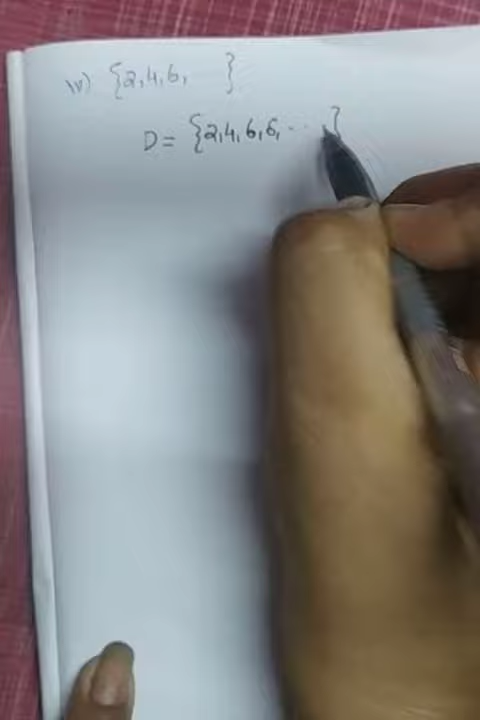 iv) {2,4,6, }
D = {2,4,6,6, ... }